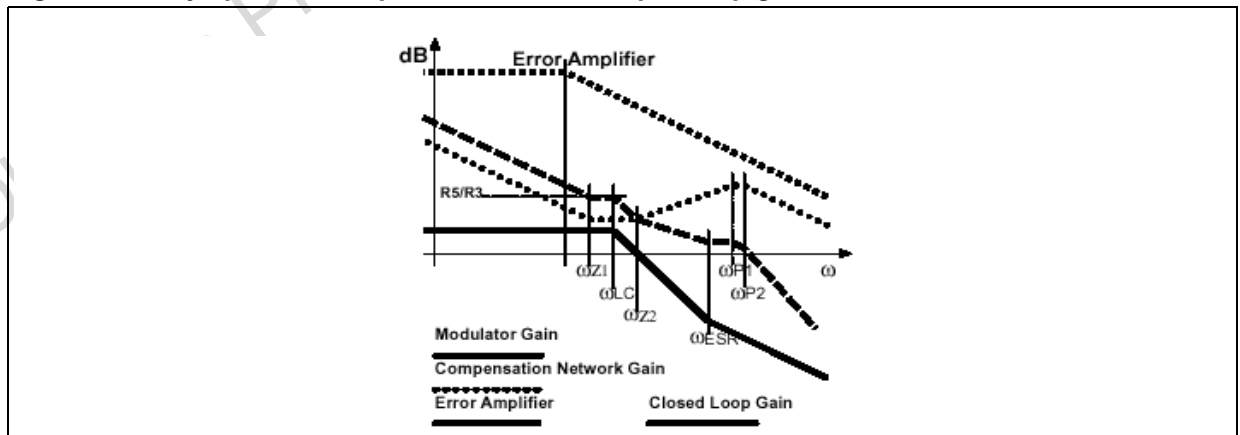 dB
Error Amplifier
R5/R3
ωZ1
ωP1
ω
ωLC
ωP2
ωZ2
ωESR
Modulator Gain
Compensation Network Gain
Error Amplifier
Closed Loop Gain